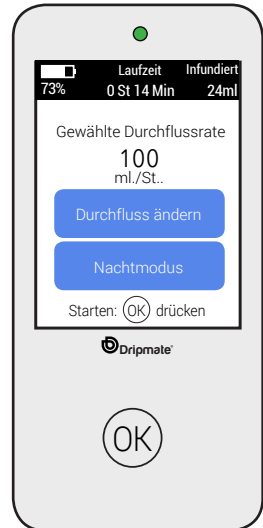 Laufzeit Infundiert
73% 0 St 14 Min 24ml
Gewählte Durchflussrate
100
ml./St..
Durchfluss ändern
Nachtmodus
Starten: OK drücken
Dripmate®
OK